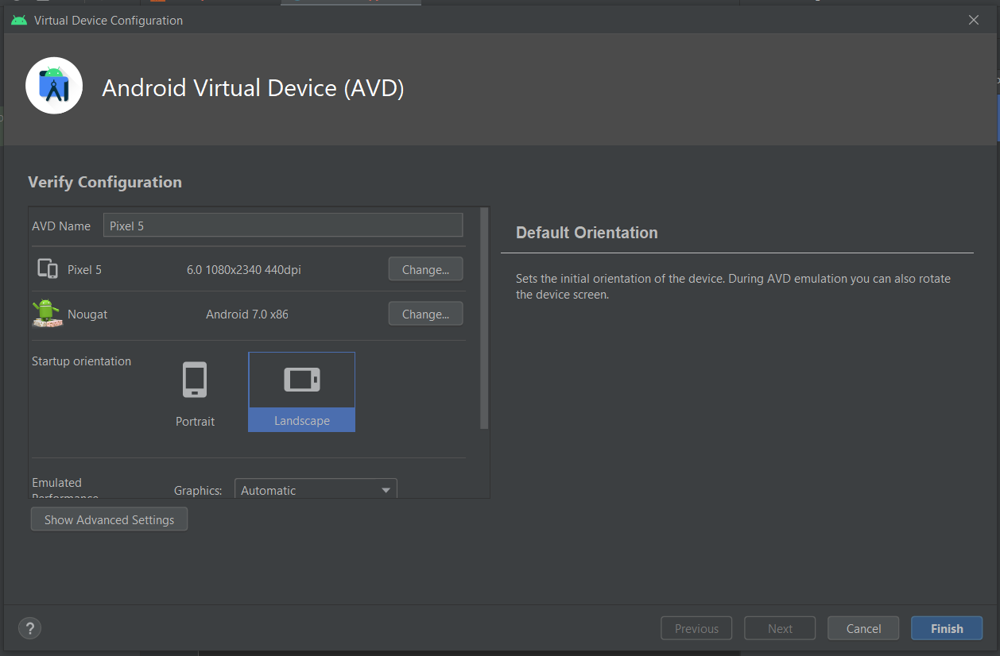 Virtual Device Configuration
Android Virtual Device (AVD)
Verify Configuration
AVD Name Pixel 5
Pixel 5 6.0 1080x2340 440dpi Change...
Nougat Android 7.0 x86 Change...
Startup orientation
Portrait
Landscape
Emulated
Performance
Graphics: Automatic
Show Advanced Settings
Default Orientation
Sets the initial orientation of the device. During AVD emulation you can also rotate
the device screen.
?
Previous Next Cancel Finish